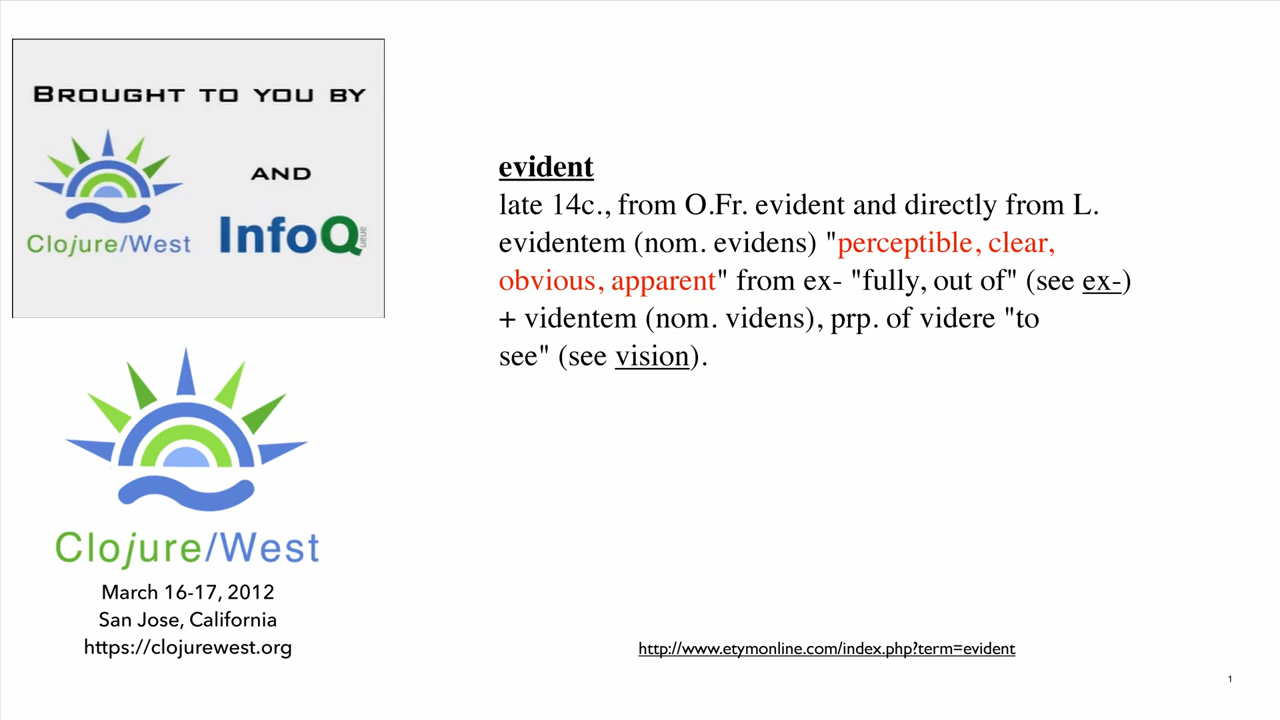 BROUGHT TO YOU BY
AND
Clojure/West
InfoQ
Clojure/West
March 16-17, 2012
San Jose, California
https://clojurewest.org
evident
late 14c., from O.Fr. evident and directly from L.
evidentem (nom. evidens) "perceptible, clear,
obvious, apparent" from ex- "fully, out of" (see ex-)
+ videntem (nom. videns), prp. of videre "to
see" (see vision).
http://www.etymonline.com/index.php?term=evident
1